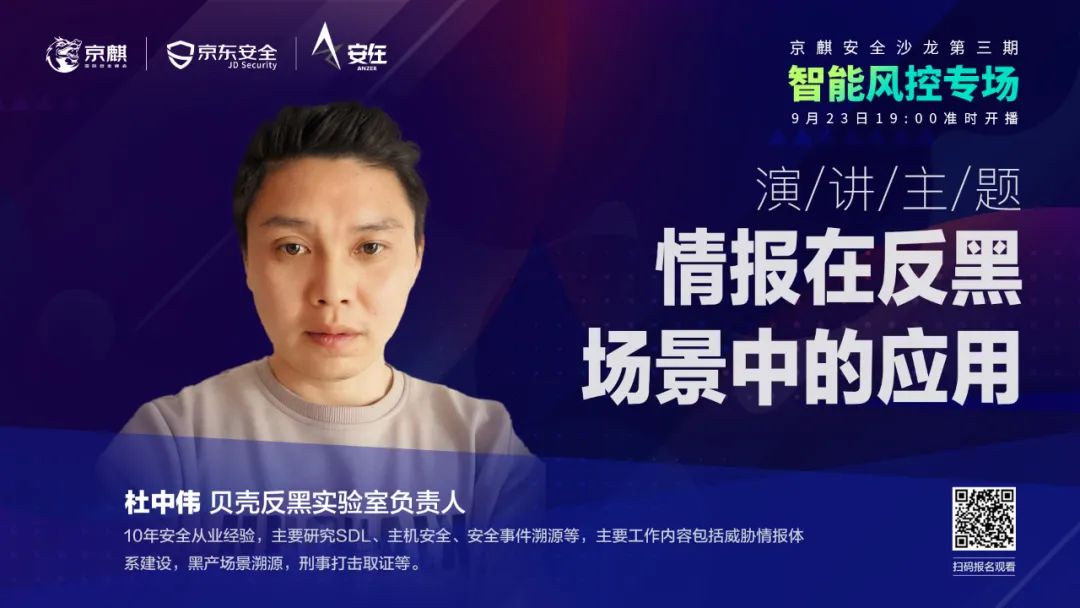 京麒
京东安全
JD Security
安在
ANZER
京麒安全沙龙第三期
智能风控专场
9月23日19:00准时开播
演/讲/主/题
情报在反黑
场景中的应用
杜中伟 贝壳反黑实验室负责人
10年安全从业经验，主要研究SDL、主机安全、安全事件溯源等，主要工作内容包括威胁情报体
系建设，黑产场景溯源，刑事打击取证等。
扫码报名观看